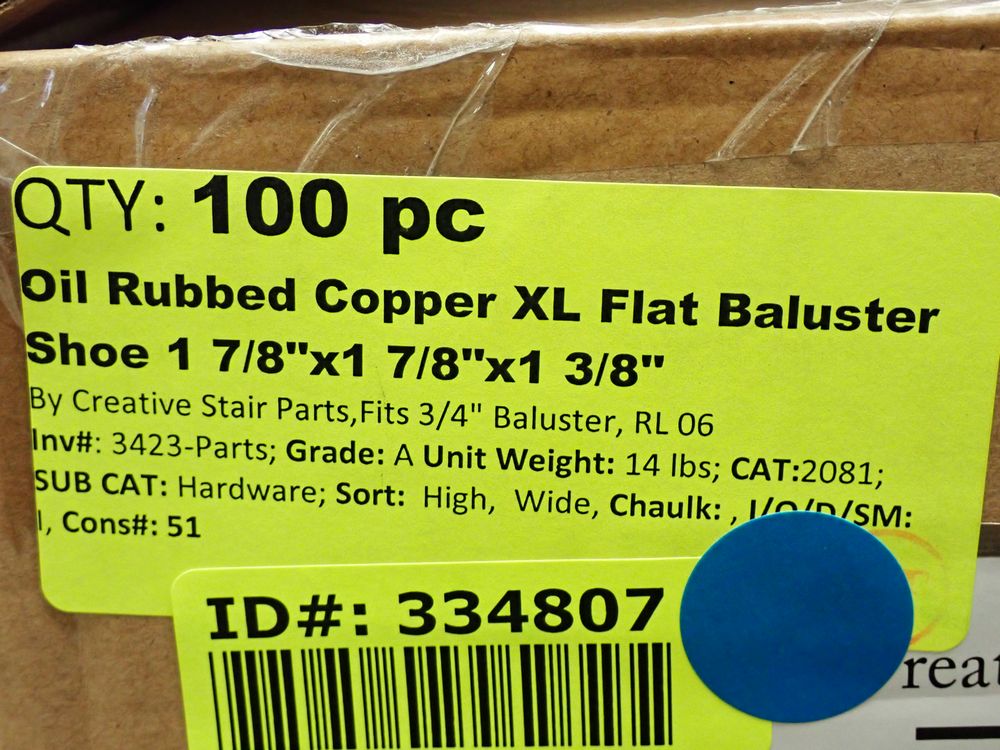 QTY: 100 pc
Oil Rubbed Copper XL Flat Baluster
Shoe 1 7/8"x1 7/8"x1 3/8"
By Creative Stair Parts,Fits 3/4" Baluster, RL 06
Inv#: 3423-Parts; Grade: A Unit Weight: 14 lbs; CAT:2081;
SUB CAT: Hardware; Sort: High, Wide, Chaulk: , I/O/D/SM:
I, Cons#: 51
ID#: 334807
reat